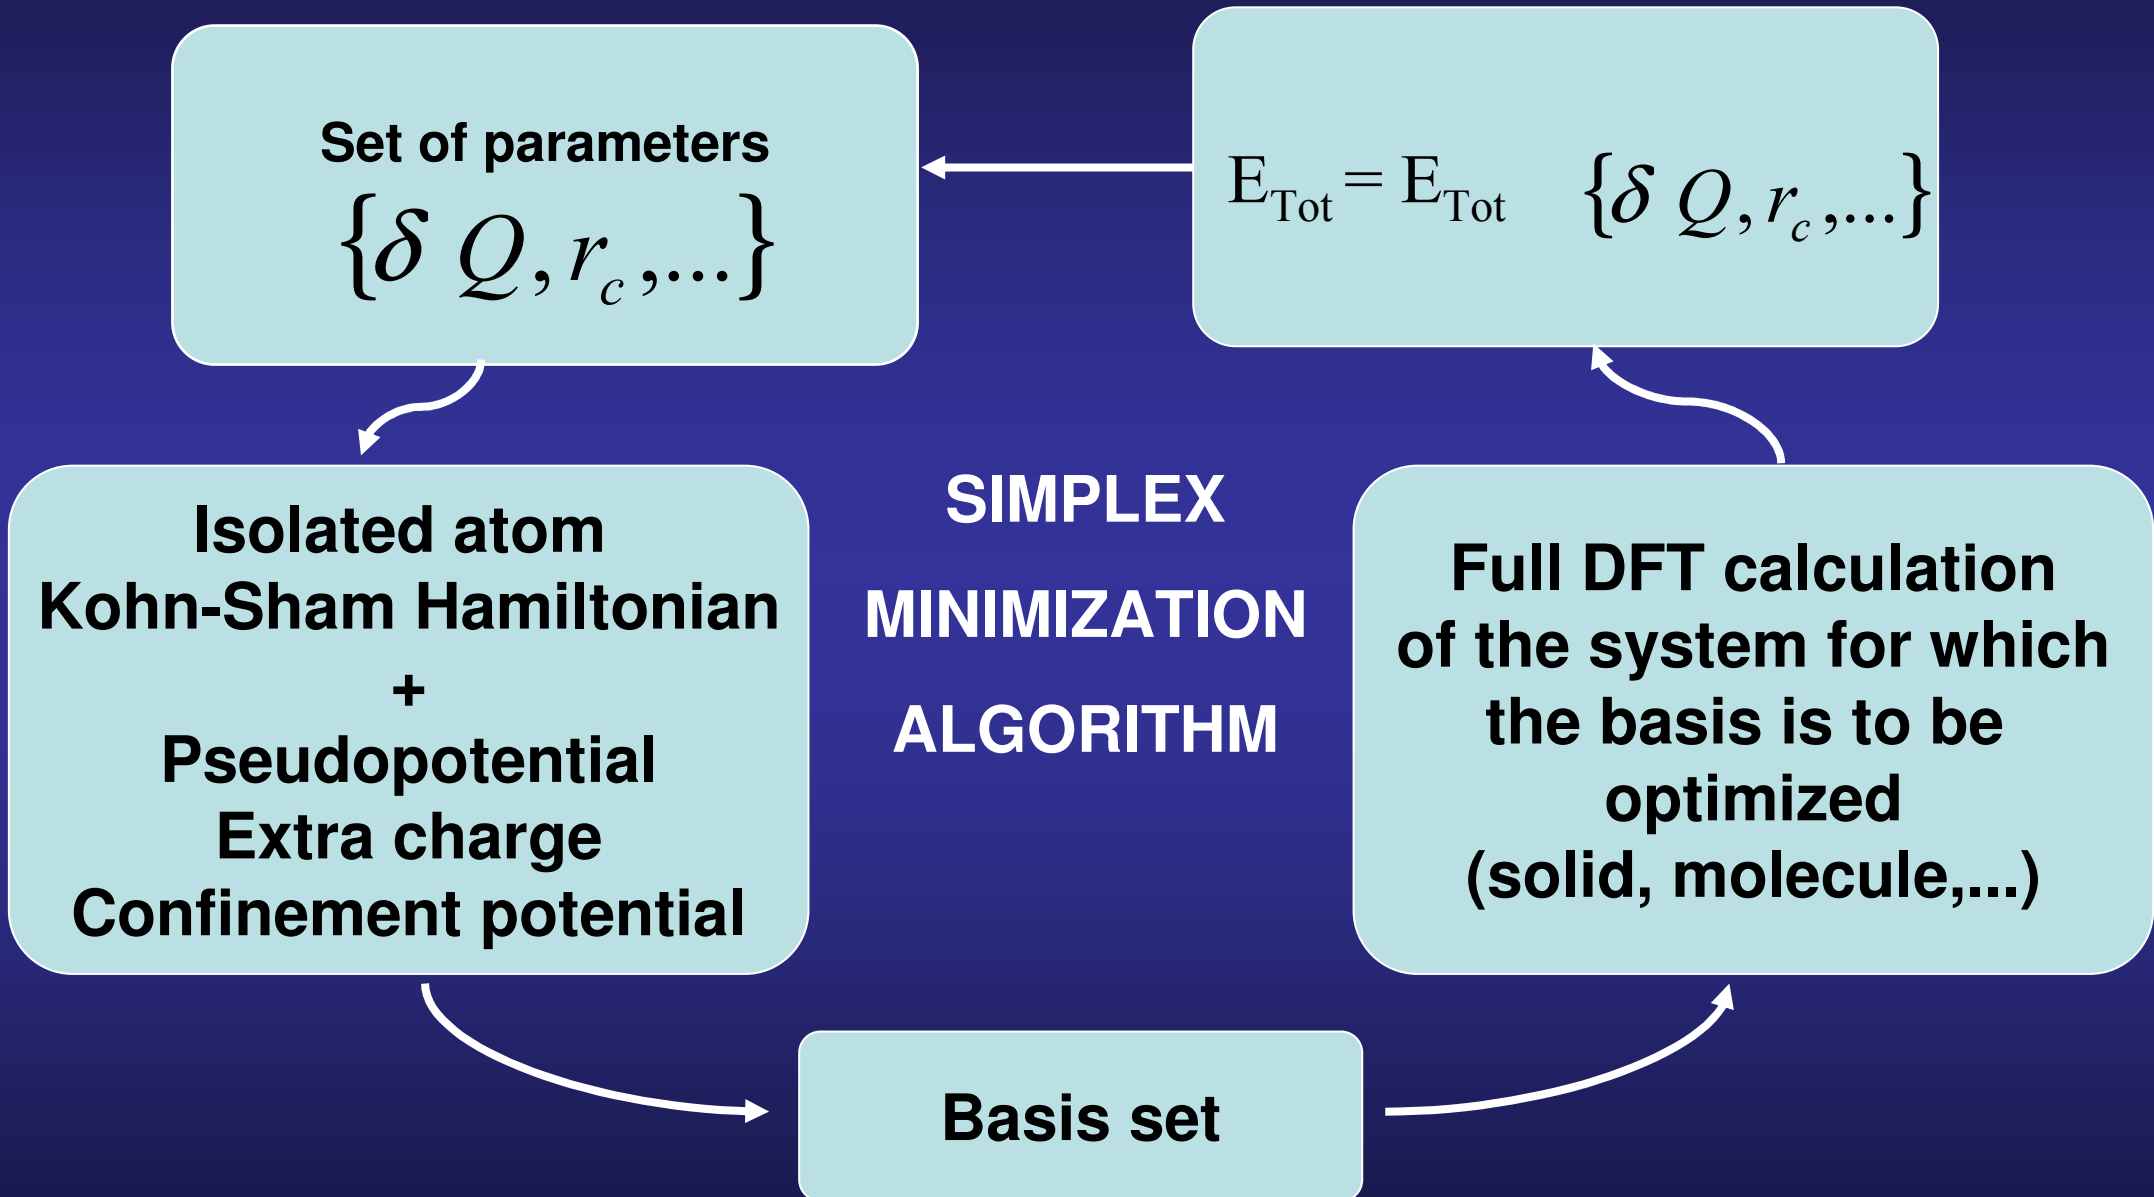 Set of parameters
{δ Q, r_c,...}
E_Tot = E_Tot {δ Q, r_c,...}
Isolated atom
Kohn-Sham Hamiltonian
+
Pseudopotential
Extra charge
Confinement potential
SIMPLEX
MINIMIZATION
ALGORITHM
Full DFT calculation
of the system for which
the basis is to be
optimized
(solid, molecule,...)
Basis set